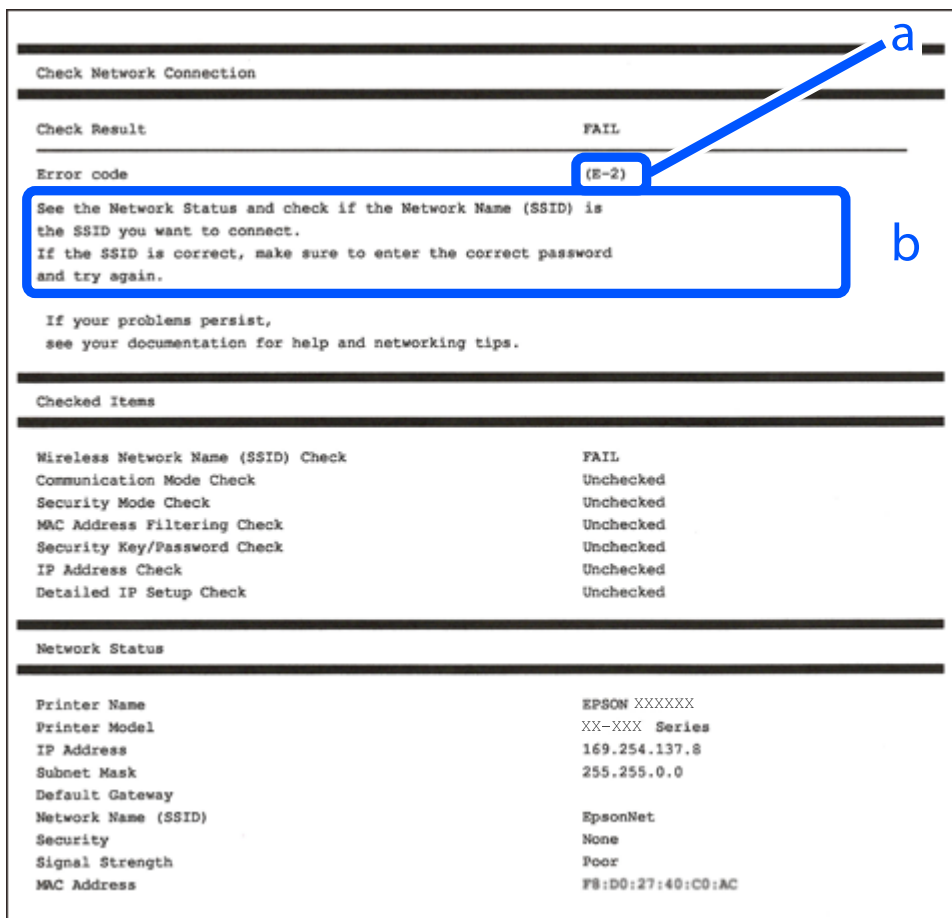 a
Check Network Connection
Check Result FAIL
Error code (E-2)
See the Network Status and check if the Network Name (SSID) is
the SSID you want to connect.
If the SSID is correct, make sure to enter the correct password
and try again.
b
If your problems persist,
see your documentation for help and networking tips.
Checked Items
Wireless Network Name (SSID) Check FAIL
Communication Mode Check Unchecked
Security Mode Check Unchecked
MAC Address Filtering Check Unchecked
Security Key/Password Check Unchecked
IP Address Check Unchecked
Detailed IP Setup Check Unchecked
Network Status
Printer Name EPSON XXXXXX
Printer Model XX-XXX Series
IP Address 169.254.137.8
Subnet Mask 255.255.0.0
Default Gateway
Network Name (SSID) EpsonNet
Security None
Signal Strength Poor
MAC Address F8:D0:27:40:C0:AC